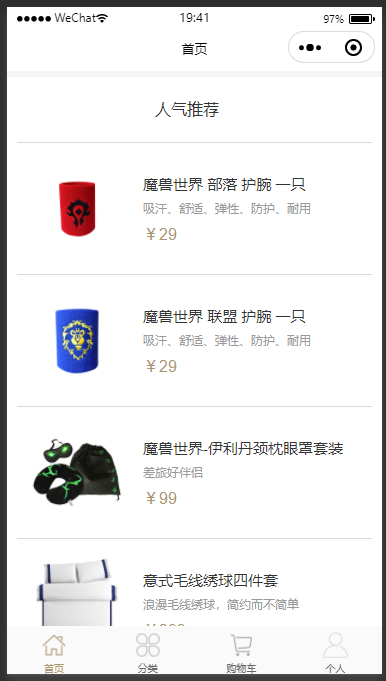 ●●●●● WeChat 19:41 97%
首页
人气推荐
魔兽世界 部落 护腕 一只
吸汗、舒适、弹性、防护、耐用
￥29
魔兽世界 联盟 护腕 一只
吸汗、舒适、弹性、防护、耐用
￥29
魔兽世界-伊利丹颈枕眼罩套装
差旅好伴侣
￥99
意式毛线绣球四件套
浪漫毛线绣球，简约而不简单
首页 分类 购物车 个人